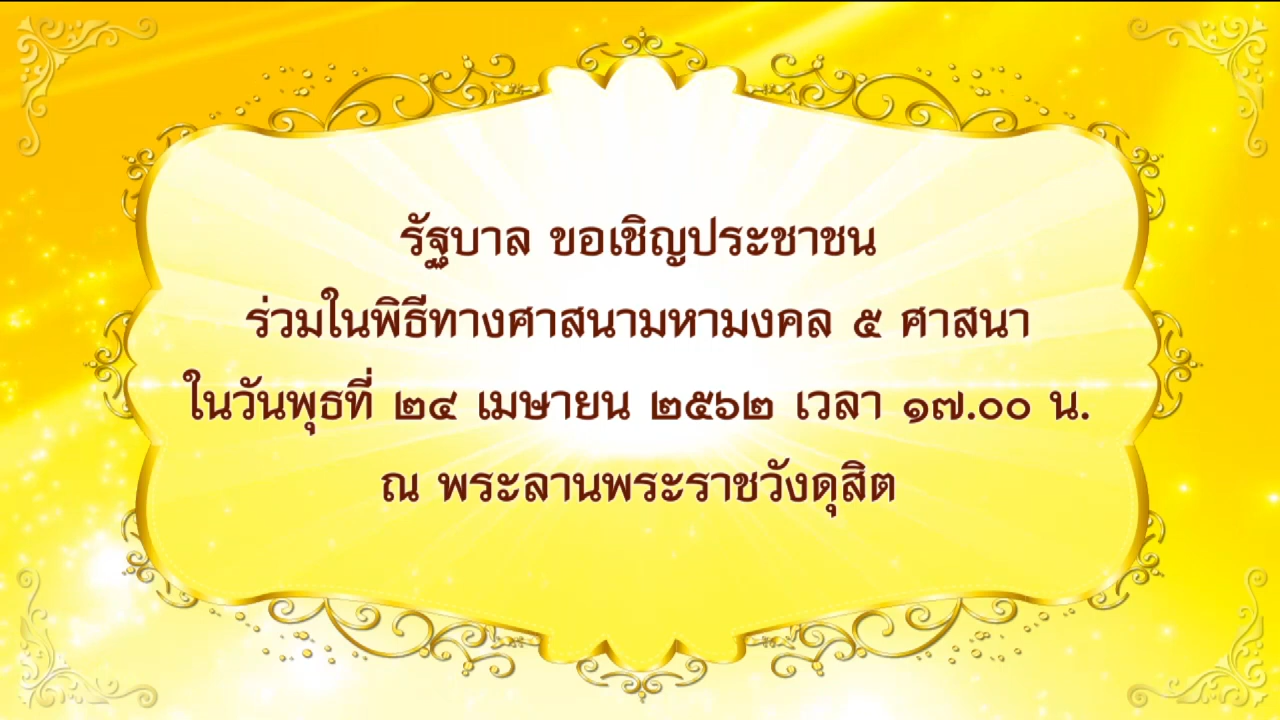 รัฐบาล ขอเชิญประชาชน
ร่วมในพิธีทางศาสนามหามงคล ๕ ศาสนา
ในวันพุธที่ ๒๔ เมษายน ๒๕๖๒ เวลา ๑๗.๐๐ น.
ณ พระลานพระราชวังดุสิต